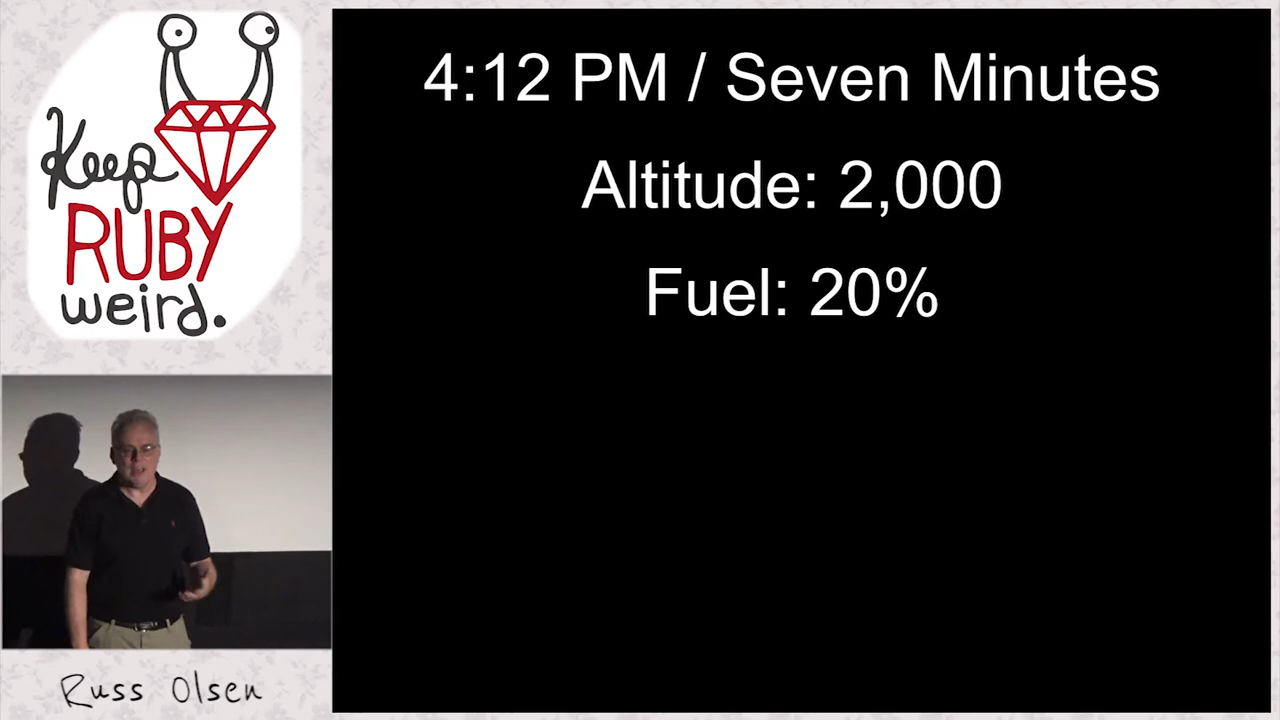 Keep
RUBY
weird.
4:12 PM / Seven Minutes
Altitude: 2,000
Fuel: 20%
Russ Olsen